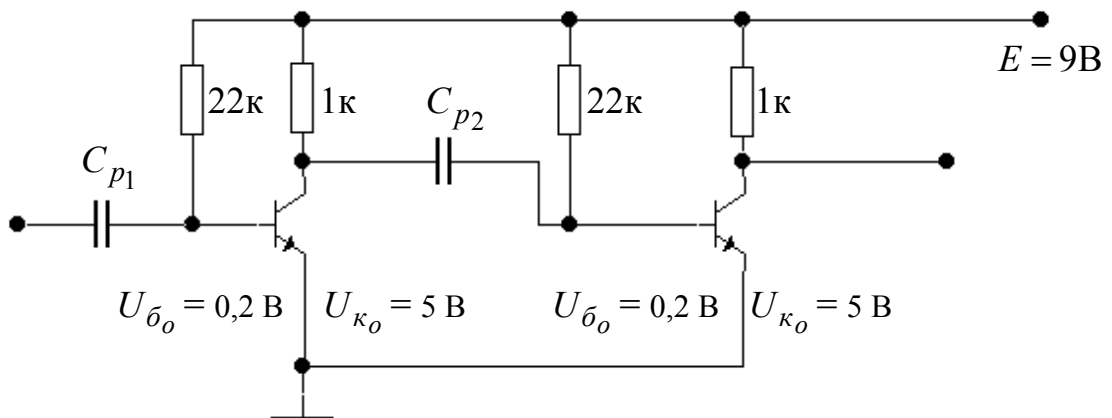 E = 9В
22к
1к
C_{p_2}
22к
1к
C_{p_1}
U_{б_о} = 0,2 В
U_{к_о} = 5 В
U_{б_о} = 0,2 В
U_{к_о} = 5 В